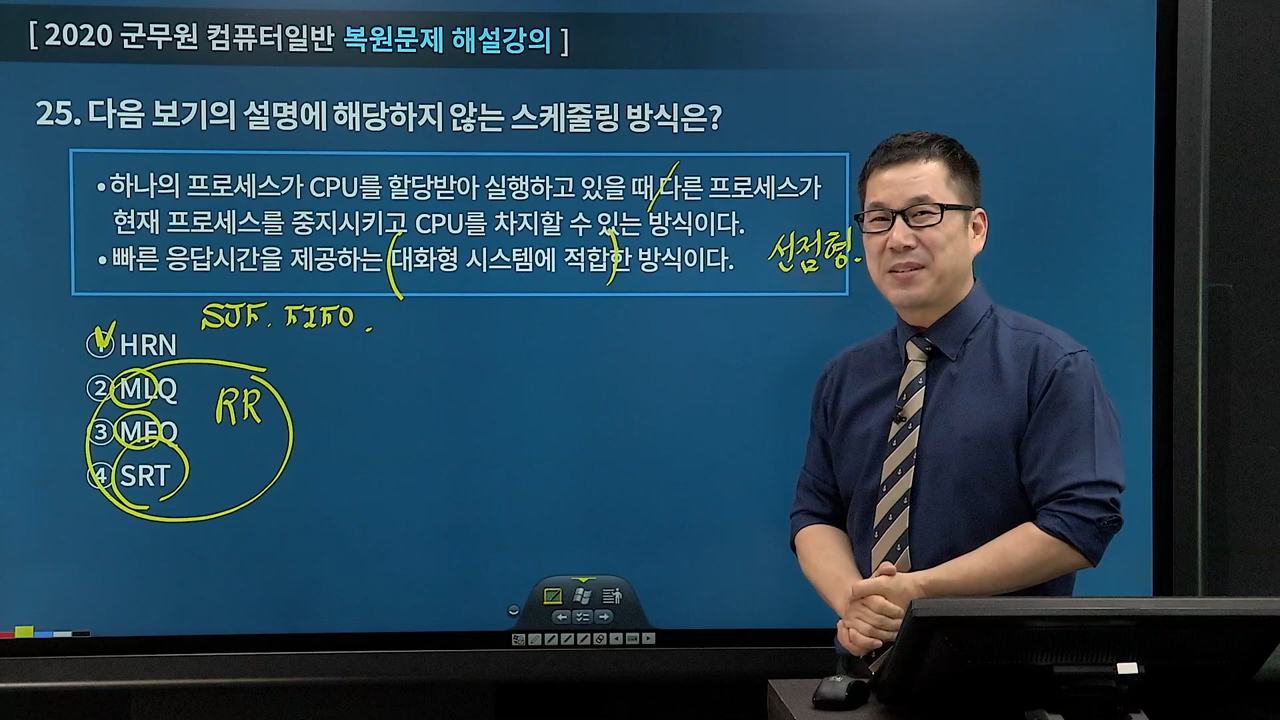 [ 2020 군무원 컴퓨터일반 복원문제 해설강의 ]
25. 다음 보기의 설명에 해당하지 않는 스케줄링 방식은?
• 하나의 프로세스가 CPU를 할당받아 실행하고 있을 때 다른 프로세스가
현재 프로세스를 중지시키고 CPU를 차지할 수 있는 방식이다.
• 빠른 응답시간을 제공하는 대화형 시스템에 적합한 방식이다.
선점형.
SJF. FIFO.
① HRN
② MLQ
RR
③ MFQ
④ SRT